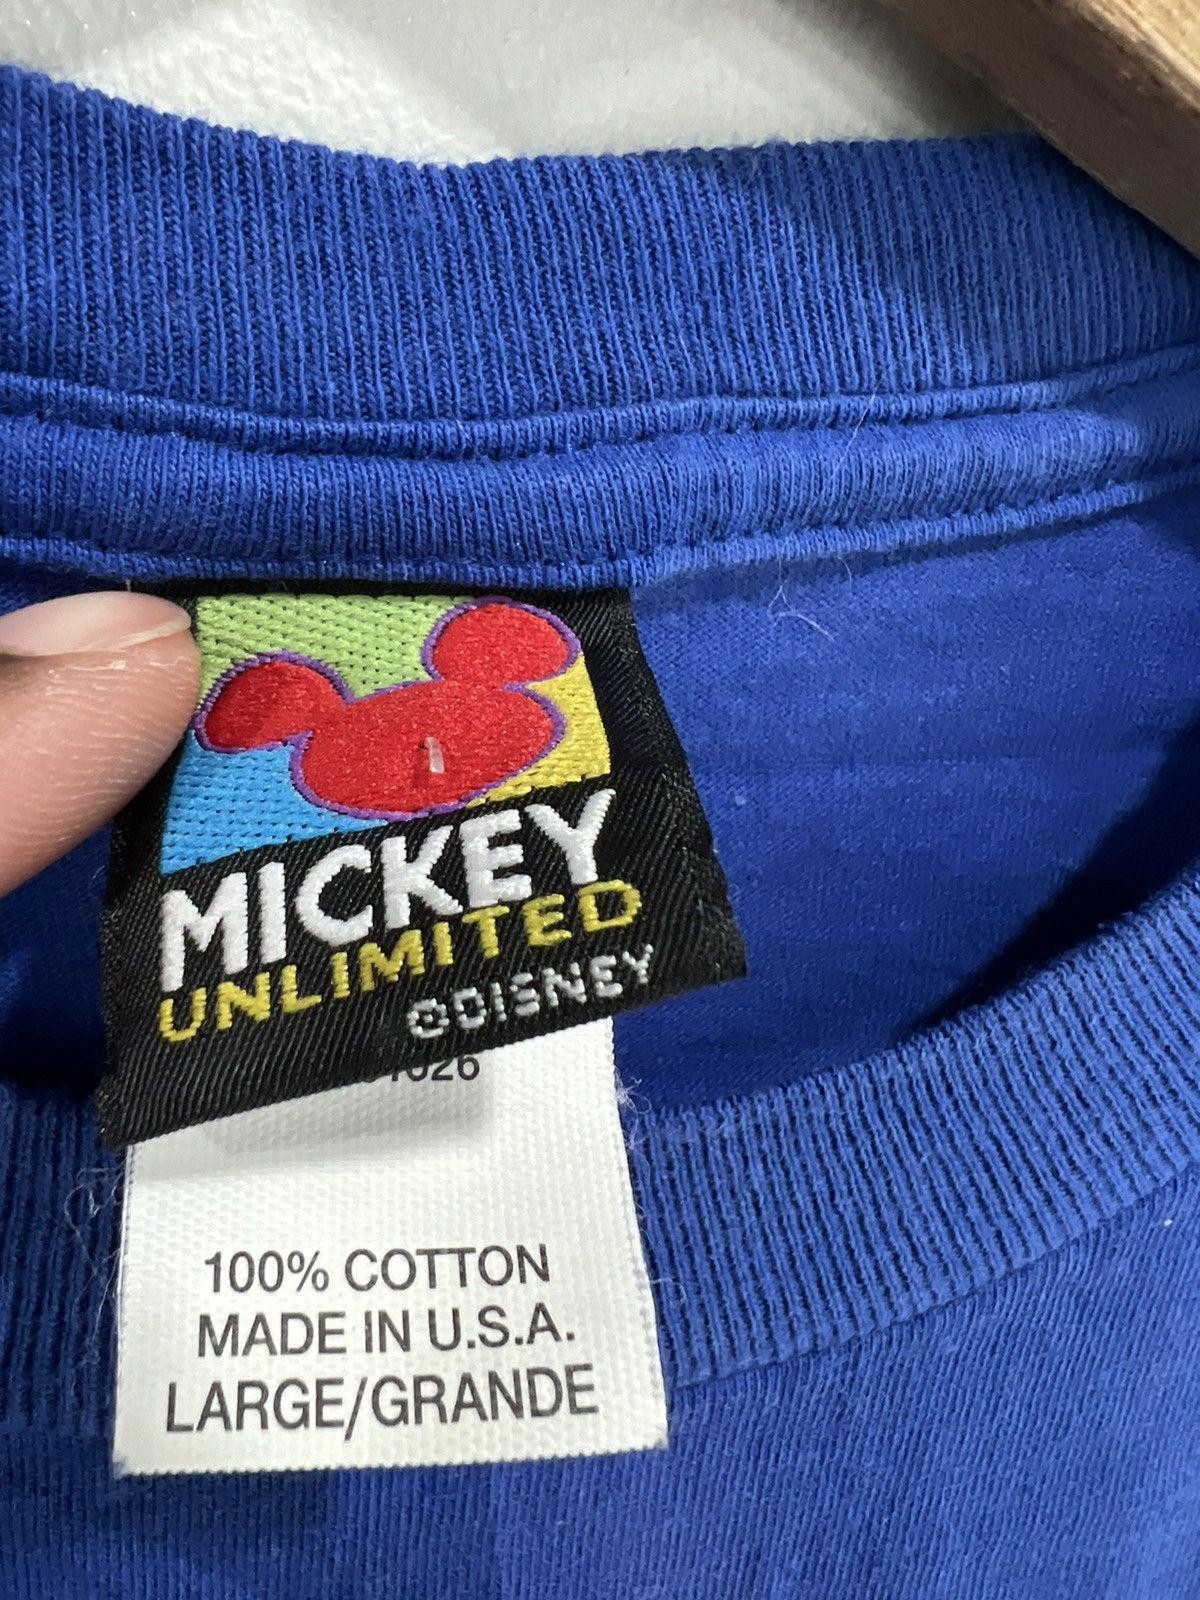 MICKEY
UNLIMITED
©DISNEY
100% COTTON
MADE IN U.S.A.
LARGE/GRANDE